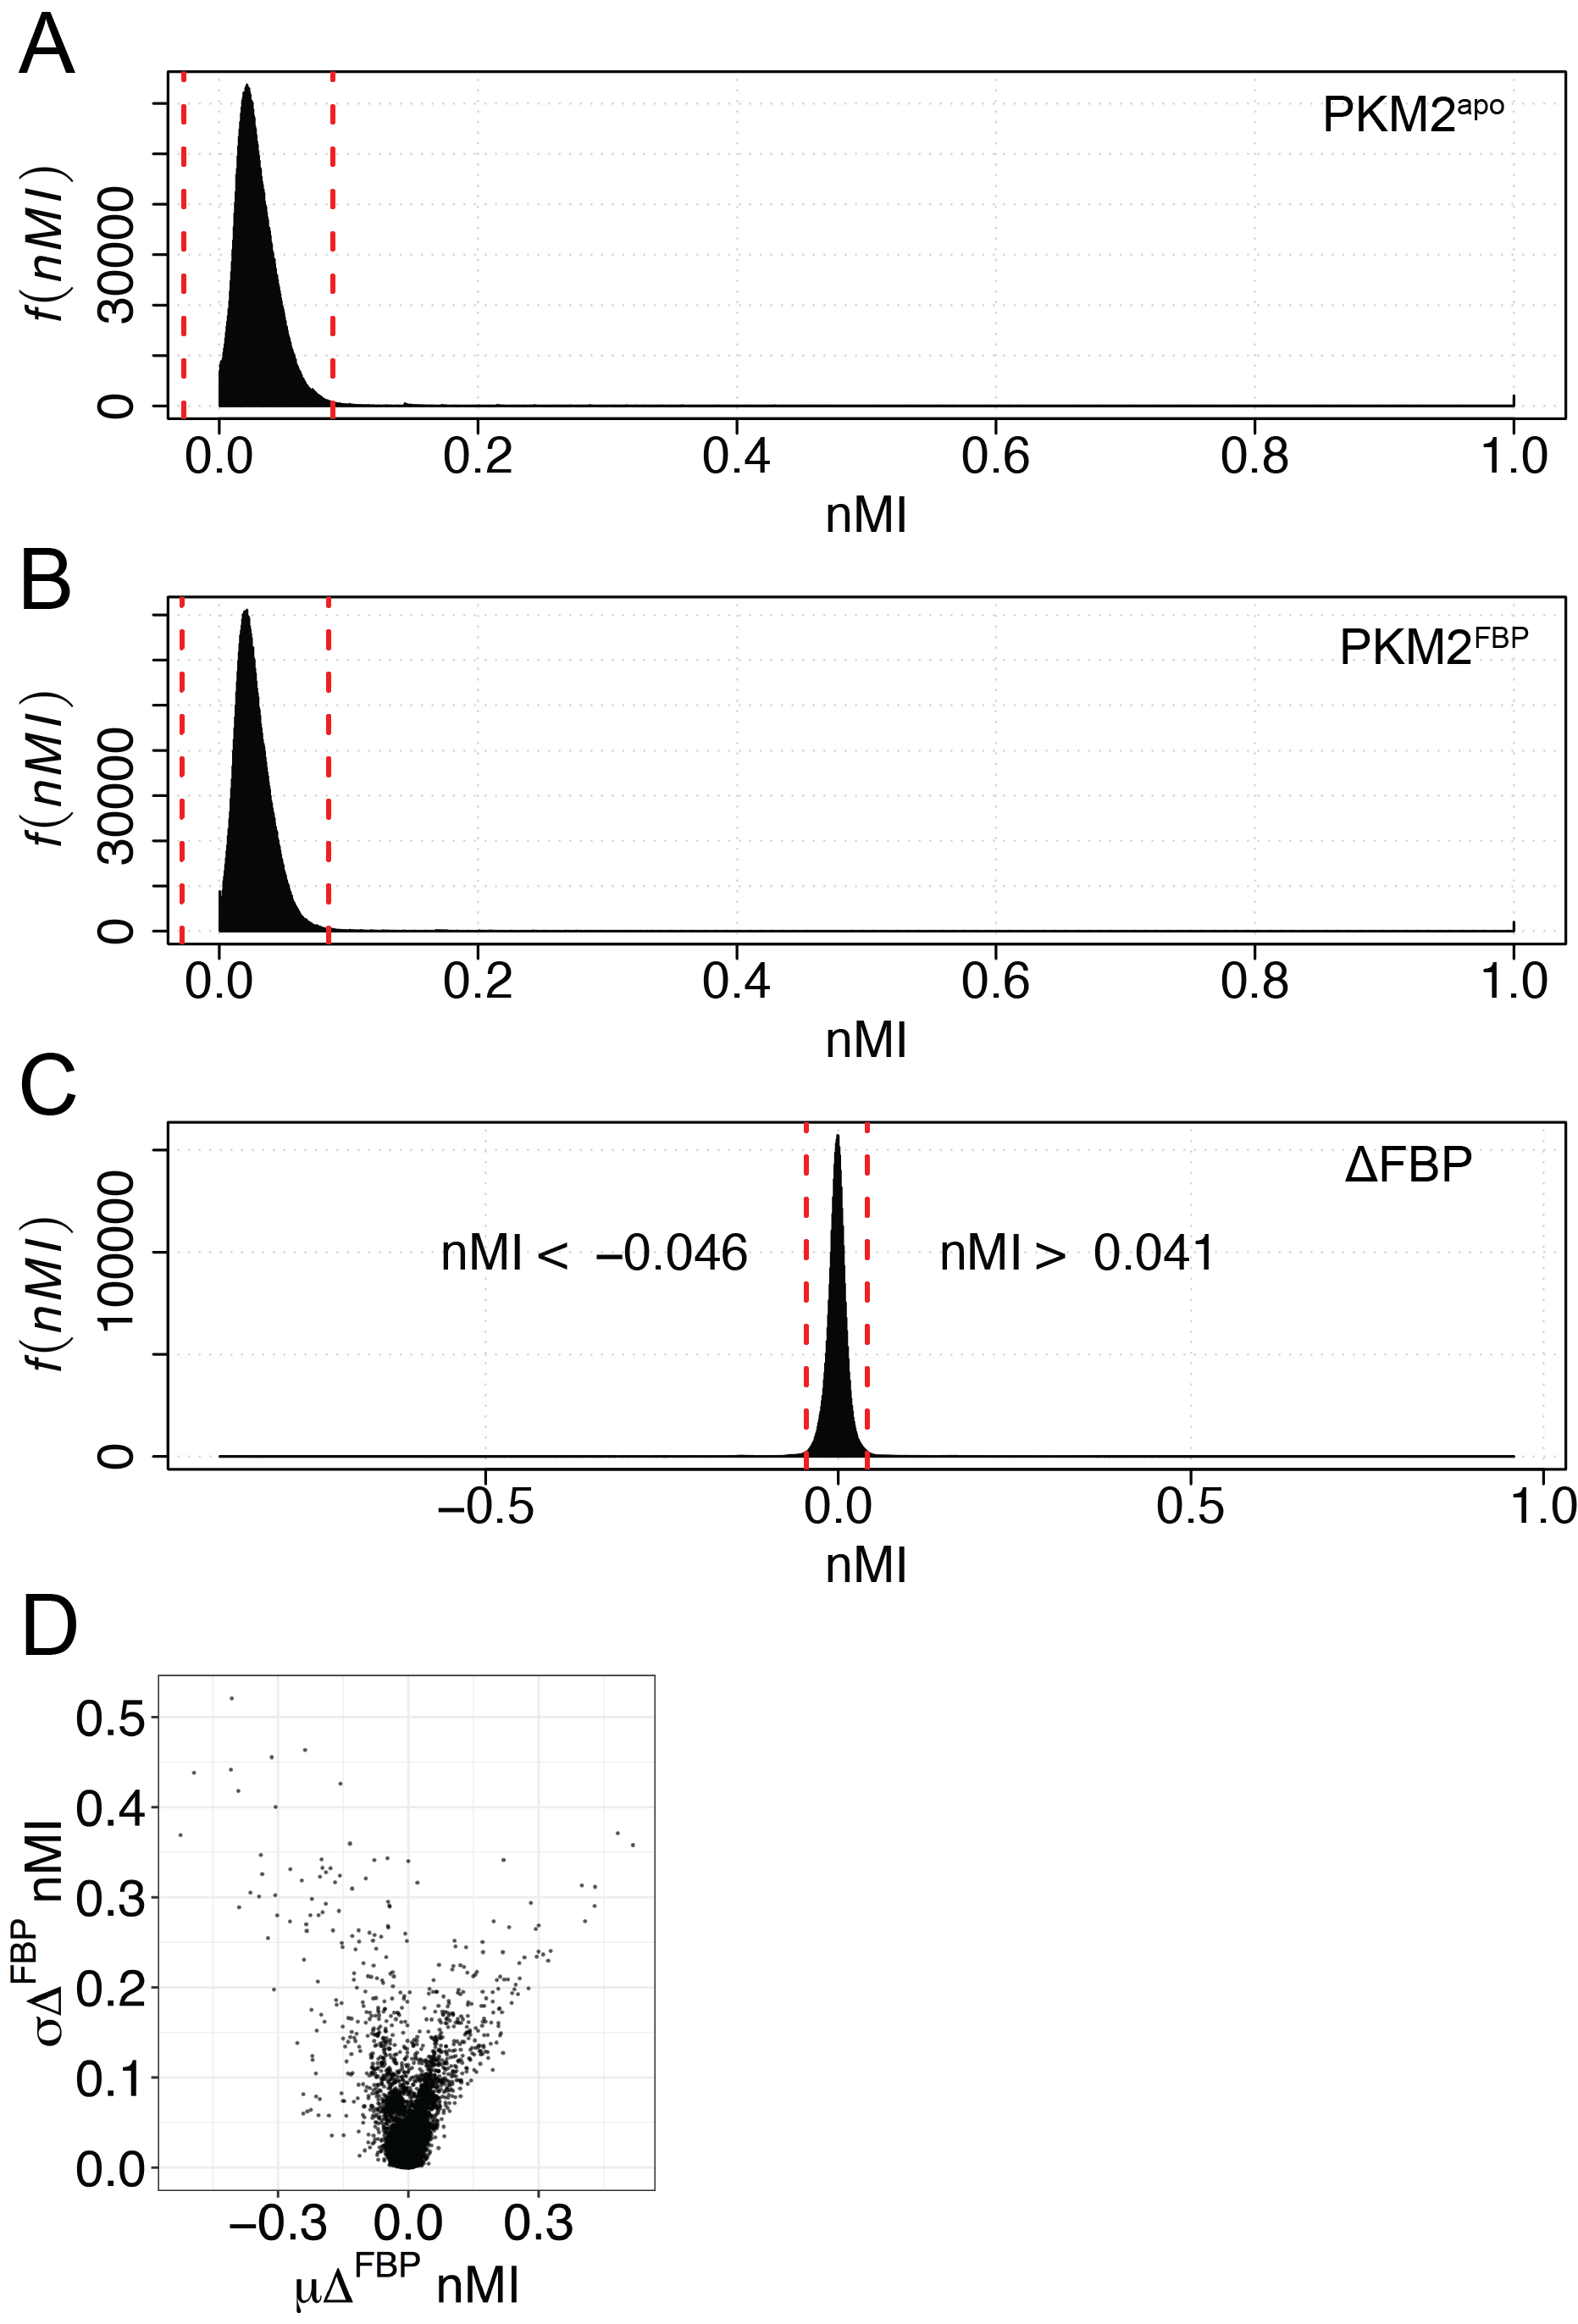 A
PKM2apo
f(nMI)
30000
0
0.0 0.2 0.4 0.6 0.8 1.0
nMI
B
PKM2FBP
f(nMI)
30000
0
0.0 0.2 0.4 0.6 0.8 1.0
nMI
C
ΔFBP
nMI < −0.046
nMI > 0.041
f(nMI)
100000
0
−0.5 0.0 0.5 1.0
nMI
D
σΔFBP nMI
0.5
0.4
0.3
0.2
0.1
0.0
−0.3 0.0 0.3
μΔFBP nMI